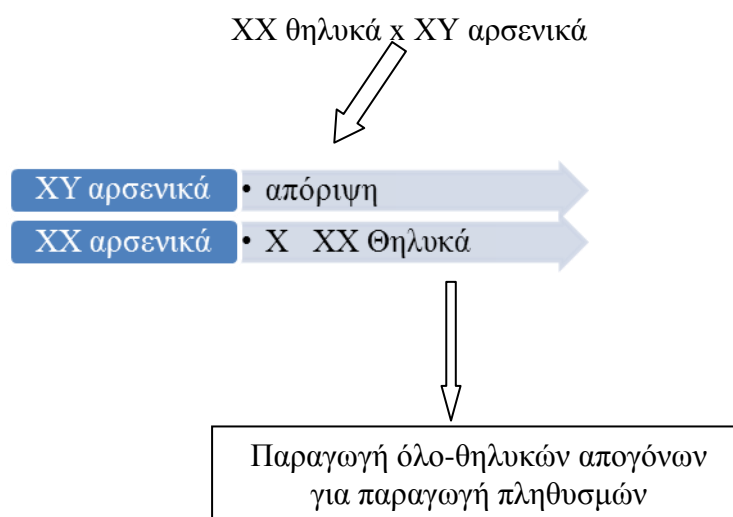 XX θηλυκά x XY αρσενικά
XY αρσενικά • απόριψη
XX αρσενικά • X XX Θηλυκά
Παραγωγή όλο-θηλυκών απογόνων
για παραγωγή πληθυσμών